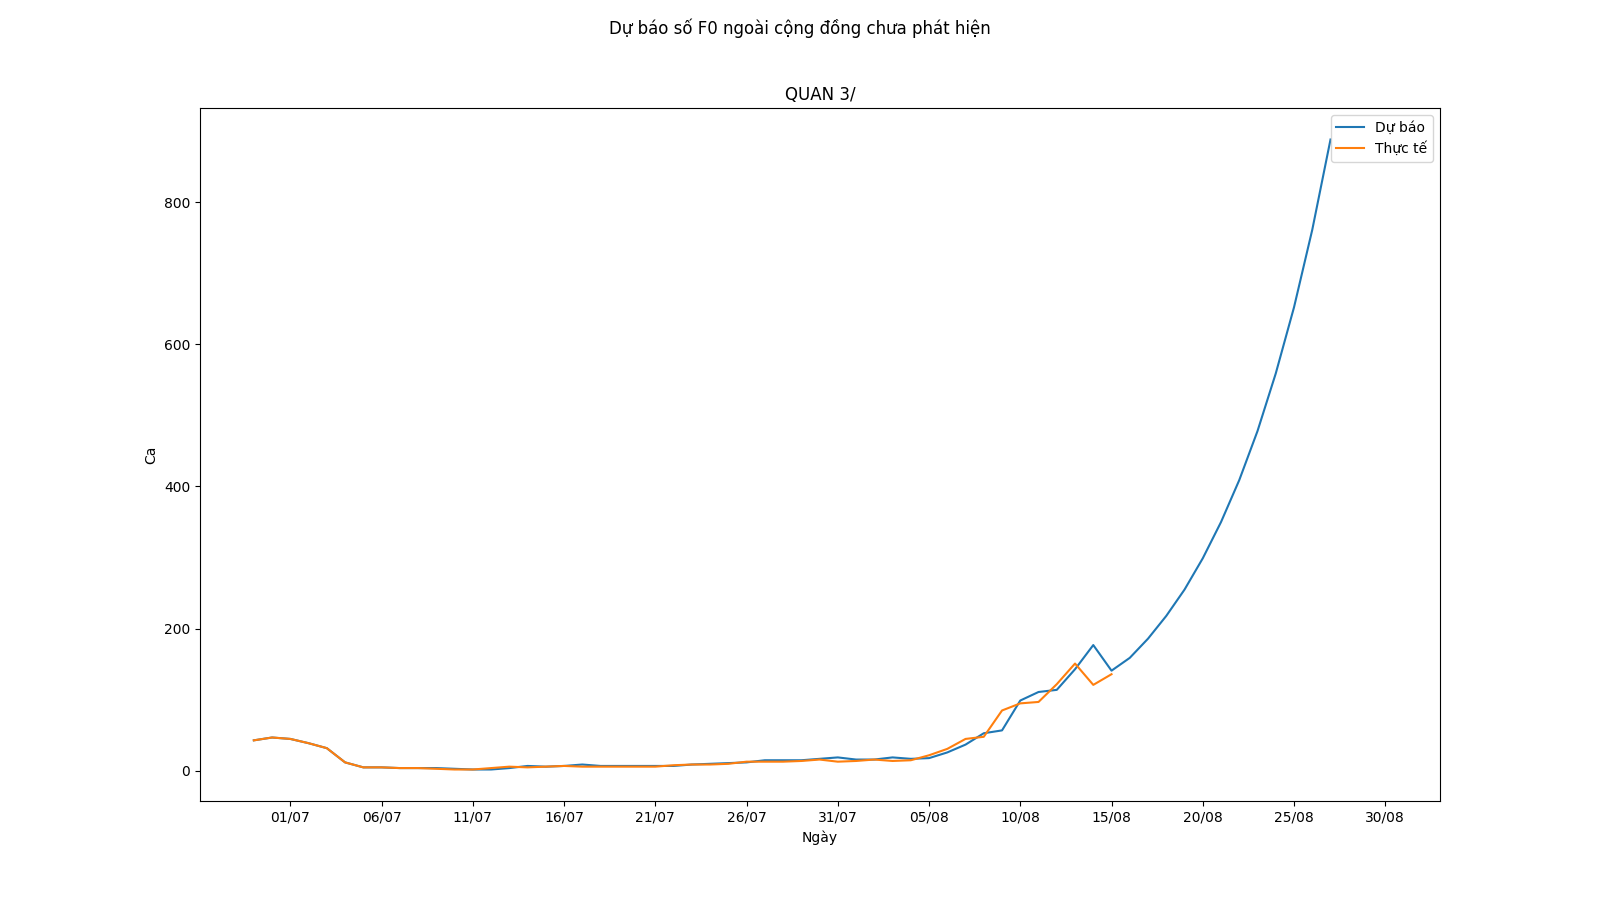 Dự báo số F0 ngoài cộng đồng chưa phát hiện
QUAN 3/
Dự báo
Thực tế
800
600
400
200
0
Ca
01/07 06/07 11/07 16/07 21/07 26/07 31/07 05/08 10/08 15/08 20/08 25/08 30/08
Ngày